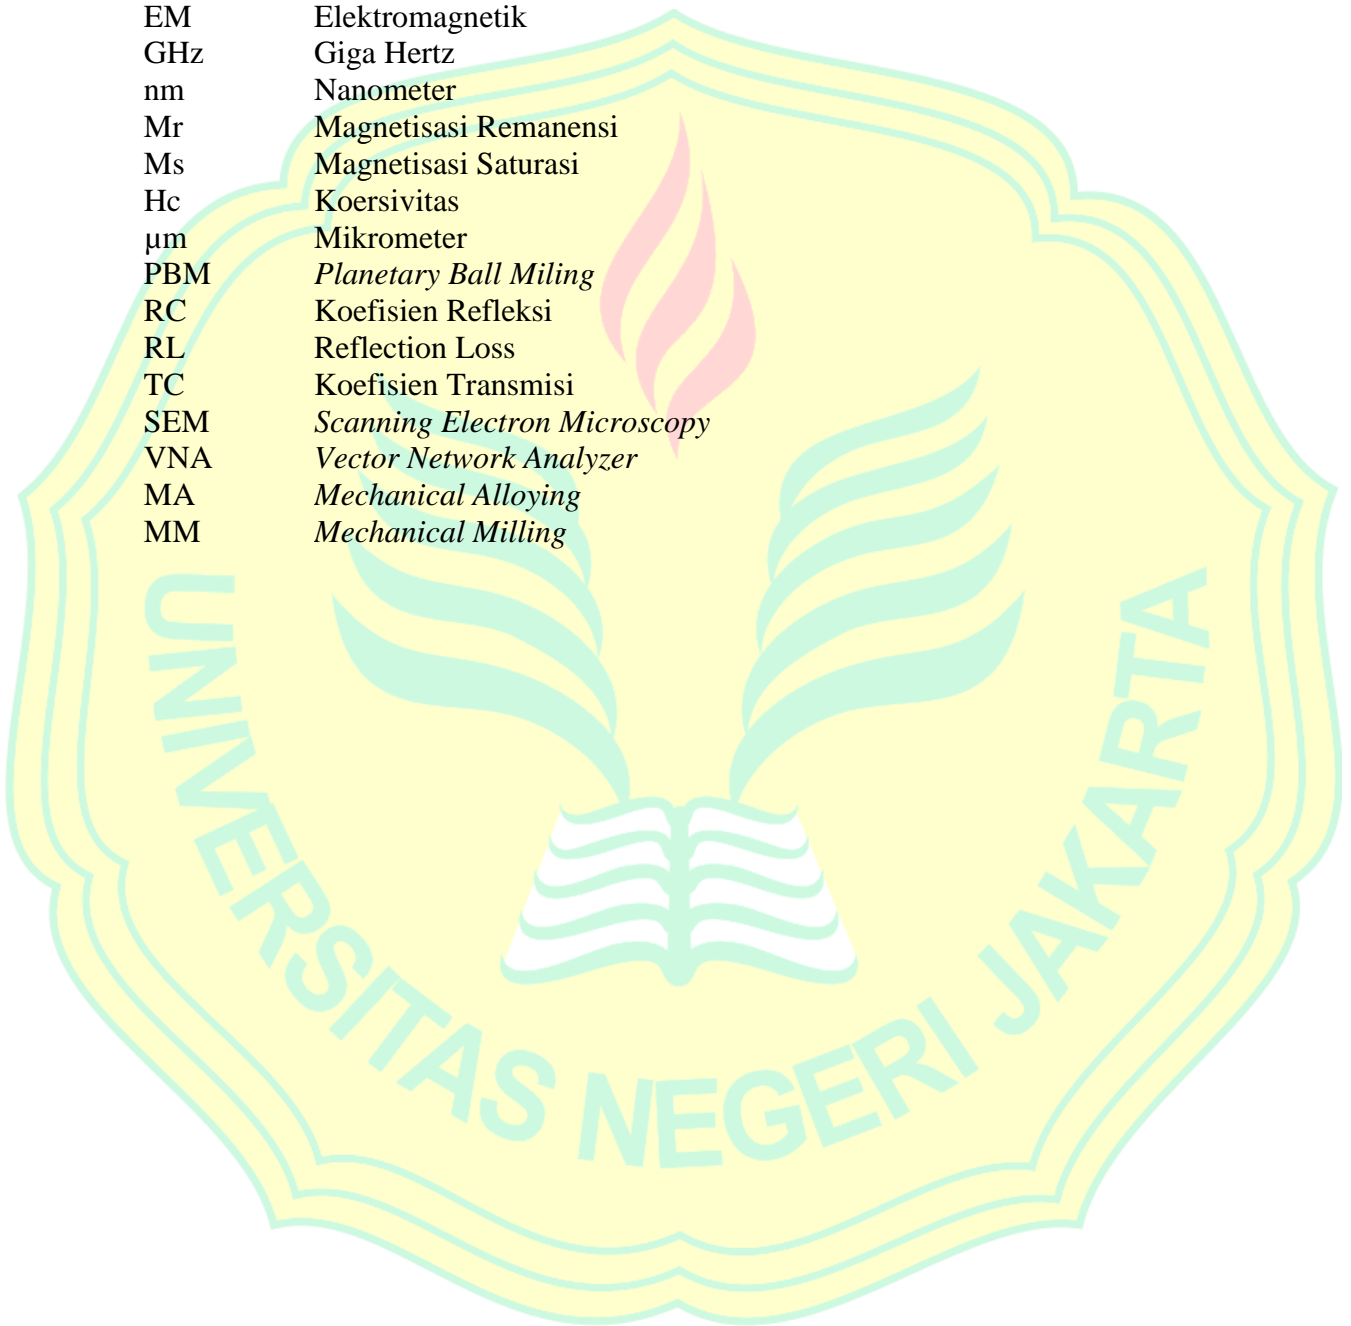 EM Elektromagnetik
GHz Giga Hertz
nm Nanometer
Mr Magnetisasi Remanensi
Ms Magnetisasi Saturasi
Hc Koersivitas
µm Mikrometer
PBM Planetary Ball Miling
RC Koefisien Refleksi
RL Reflection Loss
TC Koefisien Transmisi
SEM Scanning Electron Microscopy
VNA Vector Network Analyzer
MA Mechanical Alloying
MM Mechanical Milling
UNIVERSITAS NEGERI JAKARTA